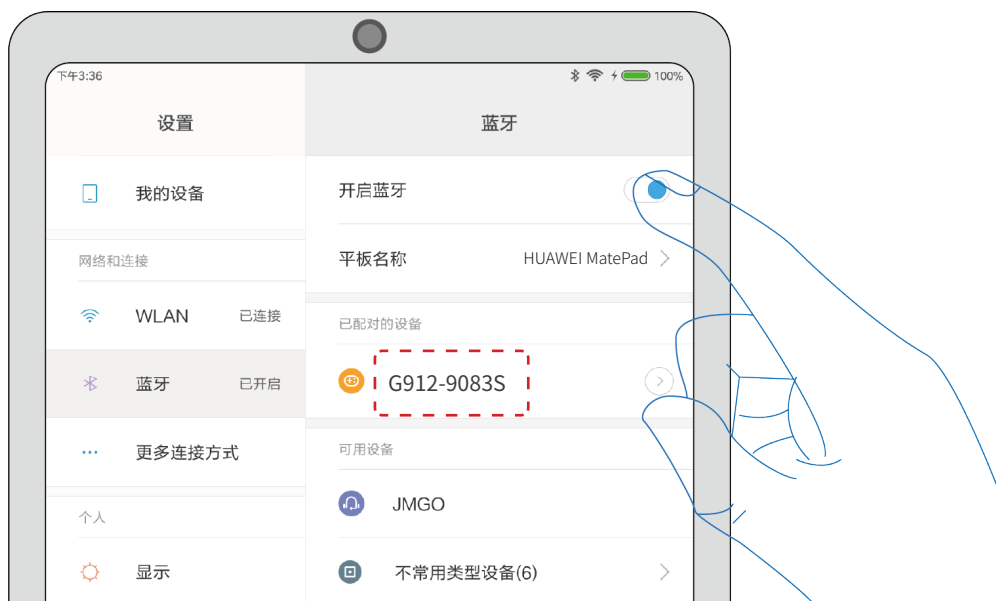 下午3:36
100%
设置
我的设备
网络和连接
WLAN 已连接
蓝牙 已开启
更多连接方式
个人
显示
蓝牙
开启蓝牙
平板名称 HUAWEI MatePad
已配对的设备
G912-9083S
可用设备
JMGO
不常用类型设备(6)